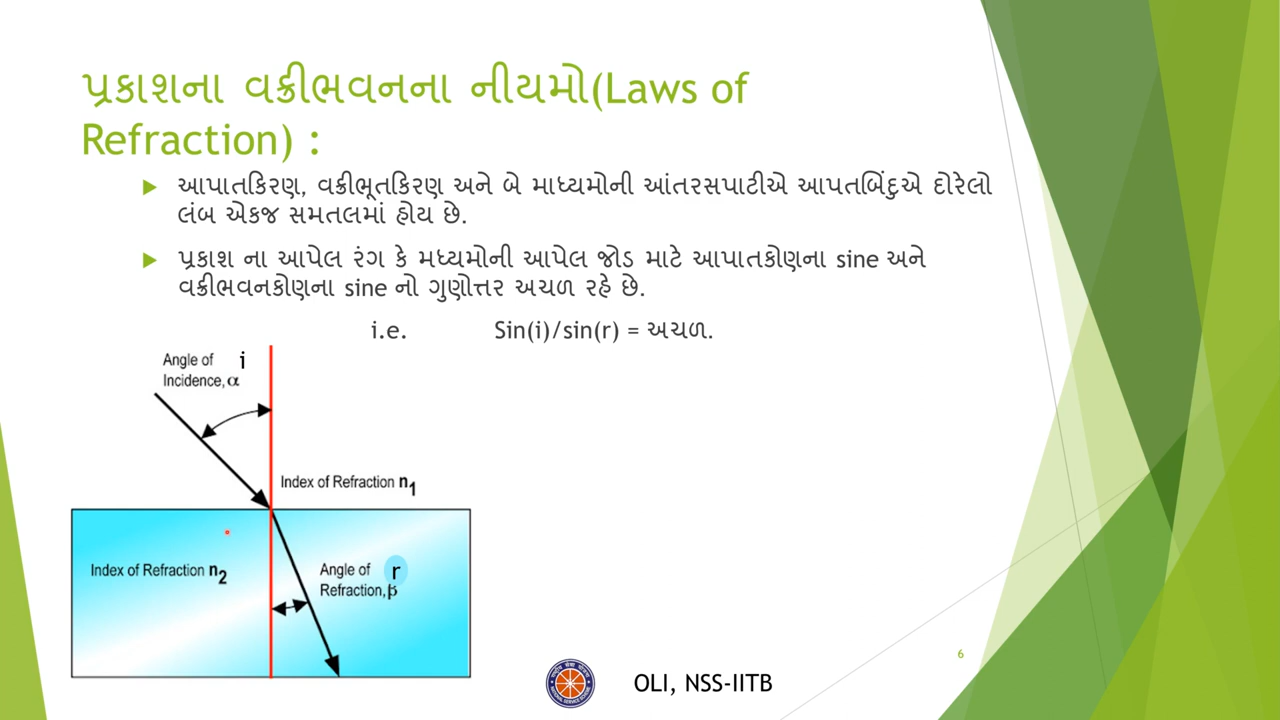 પ્રકાશના વક્રીભવનના નીયમો(Laws of
Refraction) :
આપાતકિરણ, વક્રીભૂતકિરણ અને બે માધ્યમોની આંતરસપાટીએ આપતબિંદુએ દોરેલો
લંબ એકજ સમતલમાં હોય છે.
પ્રકાશ ના આપેલ રંગ કે મધ્યમોની આપેલ જોડ માટે આપાતકોણના sine અને
વક્રીભવનકોણના sine નો ગુણોત્તર અચળ રહે છે.
i.e. Sin(i)/sin(r) = અચળ.
Angle of i
Incidence, α
Index of Refraction n1
Index of Refraction n2
Angle of r
Refraction, β
6
OLI, NSS-IITB